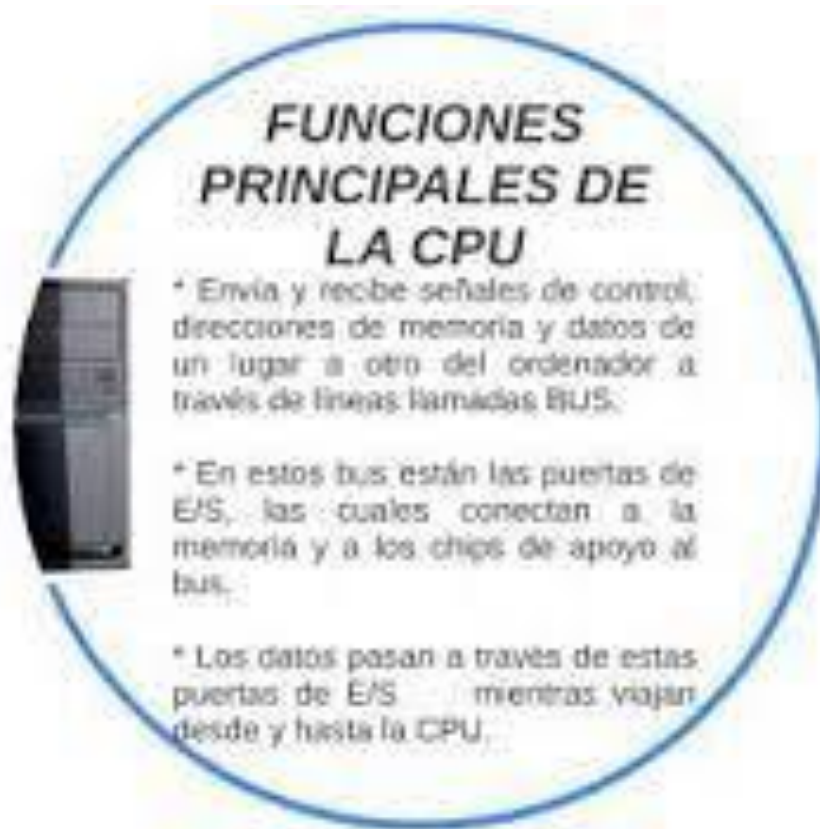 FUNCIONES
PRINCIPALES DE
LA CPU
* Envía y recibe señales de control,
direcciones de memoria y datos de
un lugar a otro del ordenador a
través de líneas llamadas BUS.
* En estos bus están las puertas de
E/S, las cuales conectan a la
memoria y a los chips de apoyo al
bus.
* Los datos pasan a través de estas
puertas de E/S mientras viajan
desde y hasta la CPU.